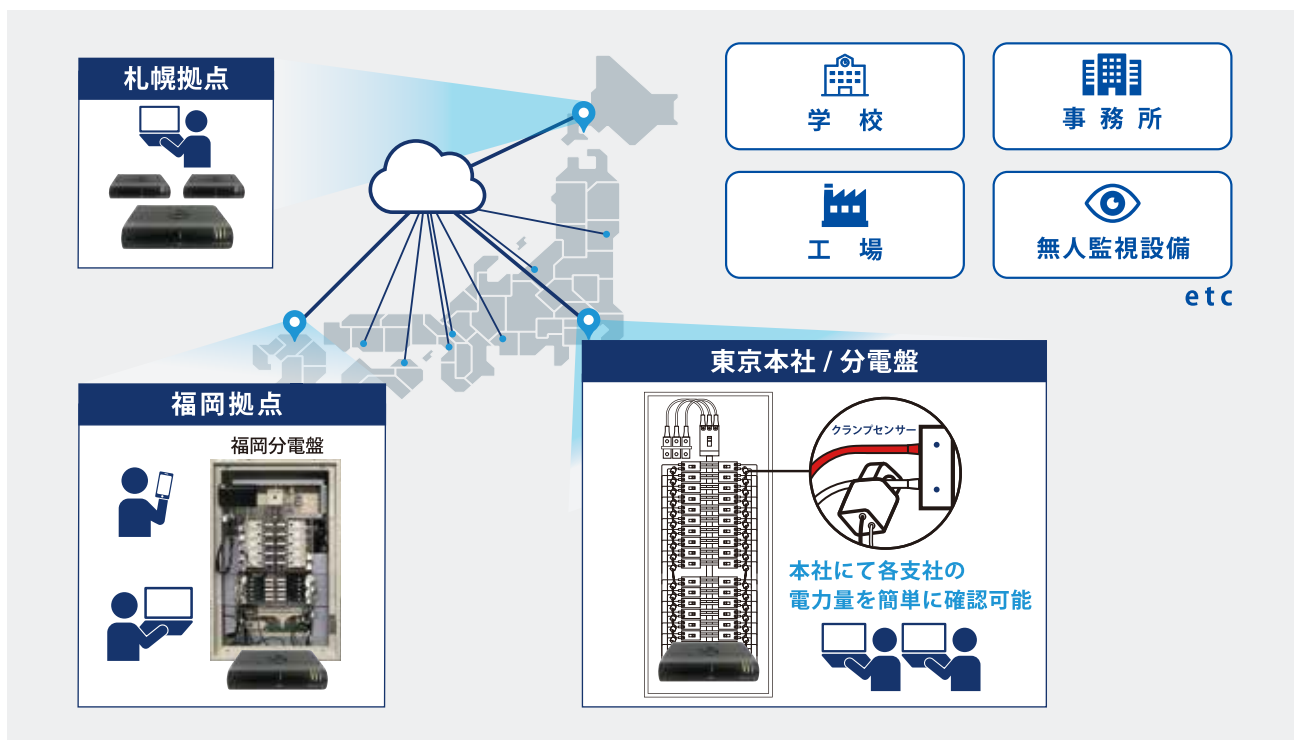 札幌拠点
学 校
事 務 所
工 場
無人監視設備
etc
東京本社 / 分電盤
福岡拠点
福岡分電盤
クランプセンサー
本社にて各支社の
電力量を簡単に確認可能